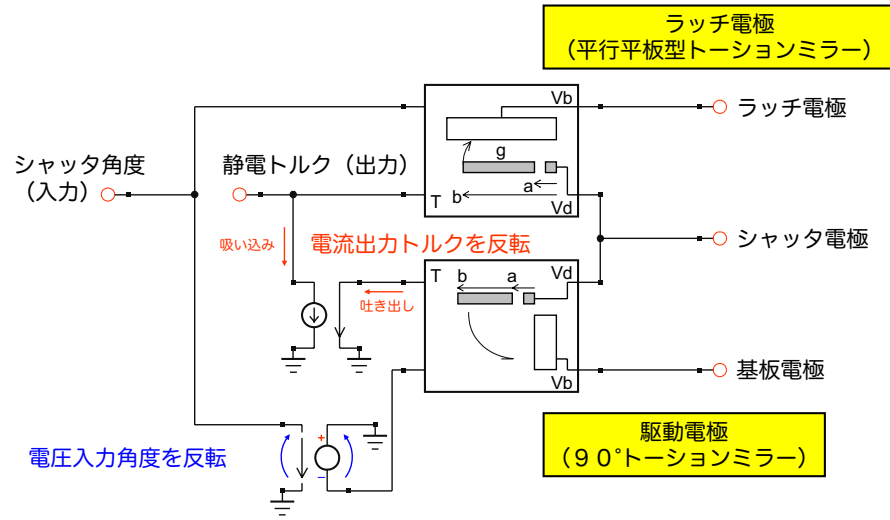 ラッチ電極
（平行平板型トーションミラー）
Vb
ラッチ電極
シャッタ角度
（入力）
静電トルク（出力）
g
a
b
T
Vd
吸い込み
電流出力トルクを反転
シャッタ電極
T
b
a
Vd
吐き出し
Vb
基板電極
駆動電極
（９０°トーションミラー）
電圧入力角度を反転
+
−